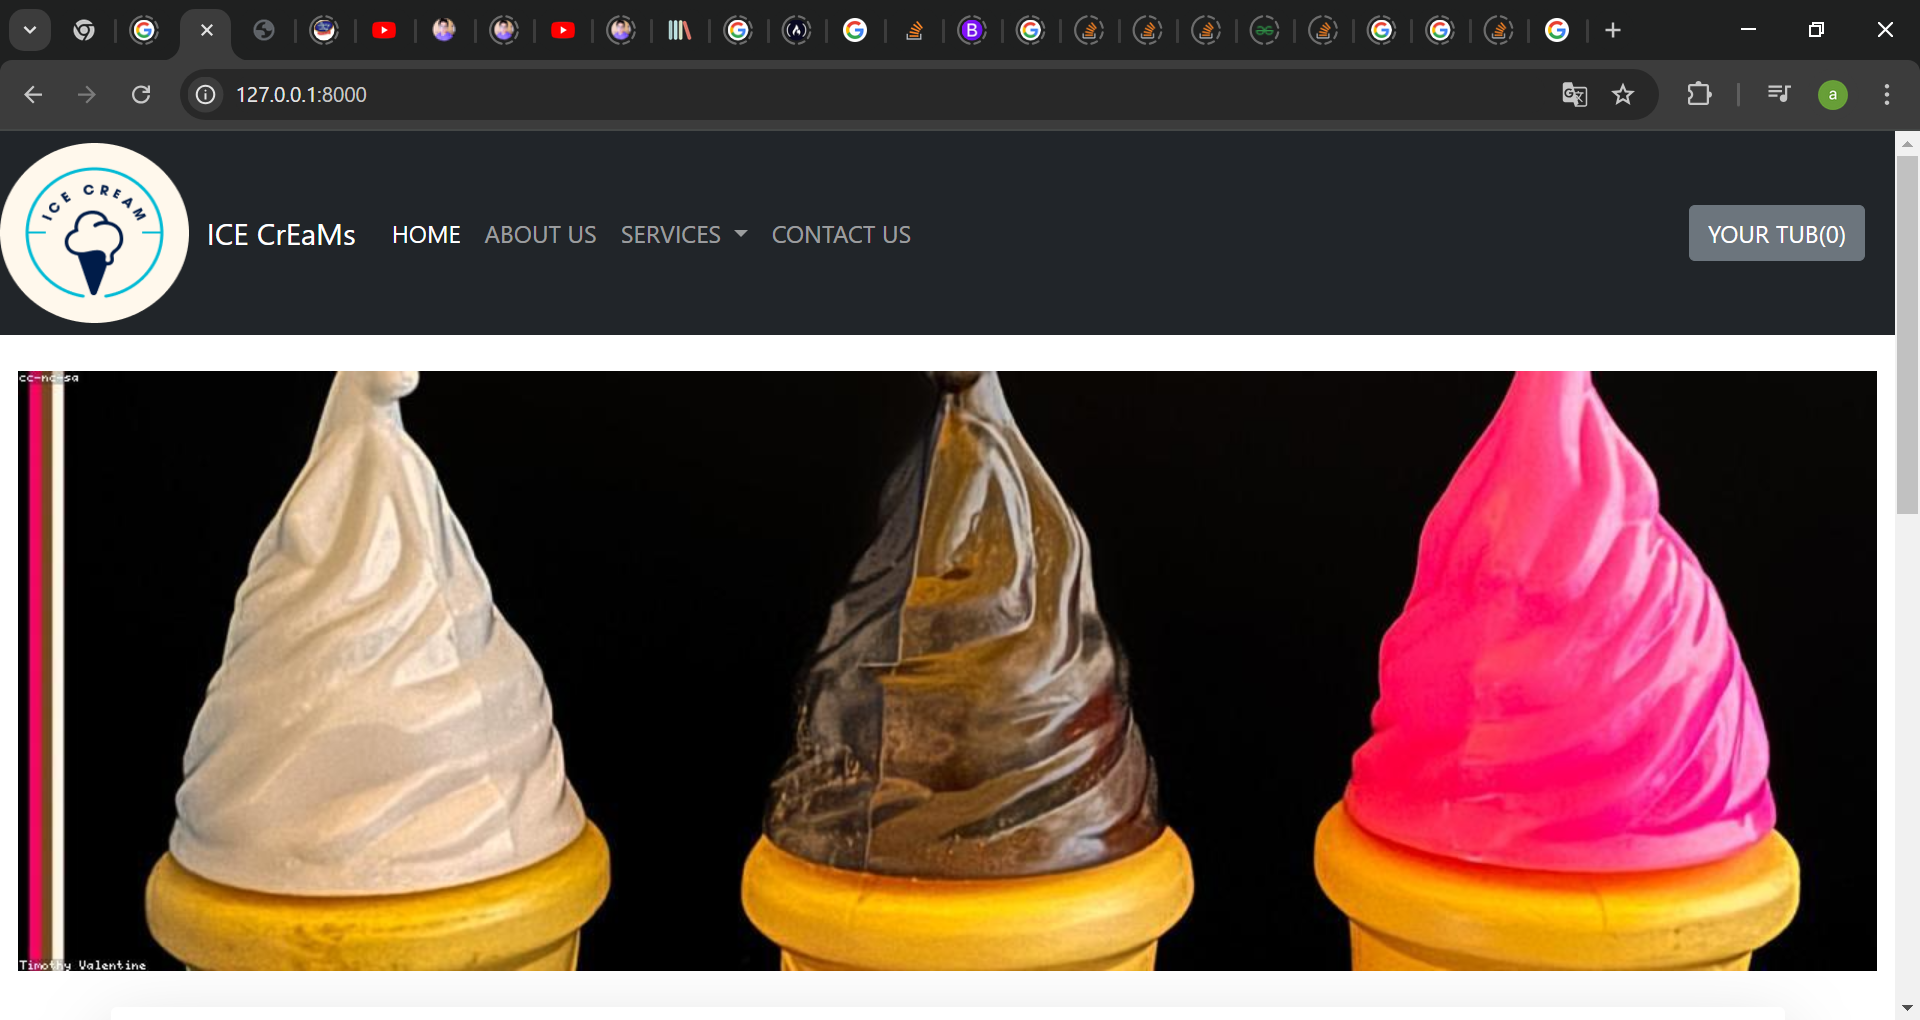 127.0.0.1:8000
ICE CREAM
ICE CrEaMs
HOME
ABOUT US
SERVICES
CONTACT US
YOUR TUB(0)
cc-nc-sa
Timothy Valentine